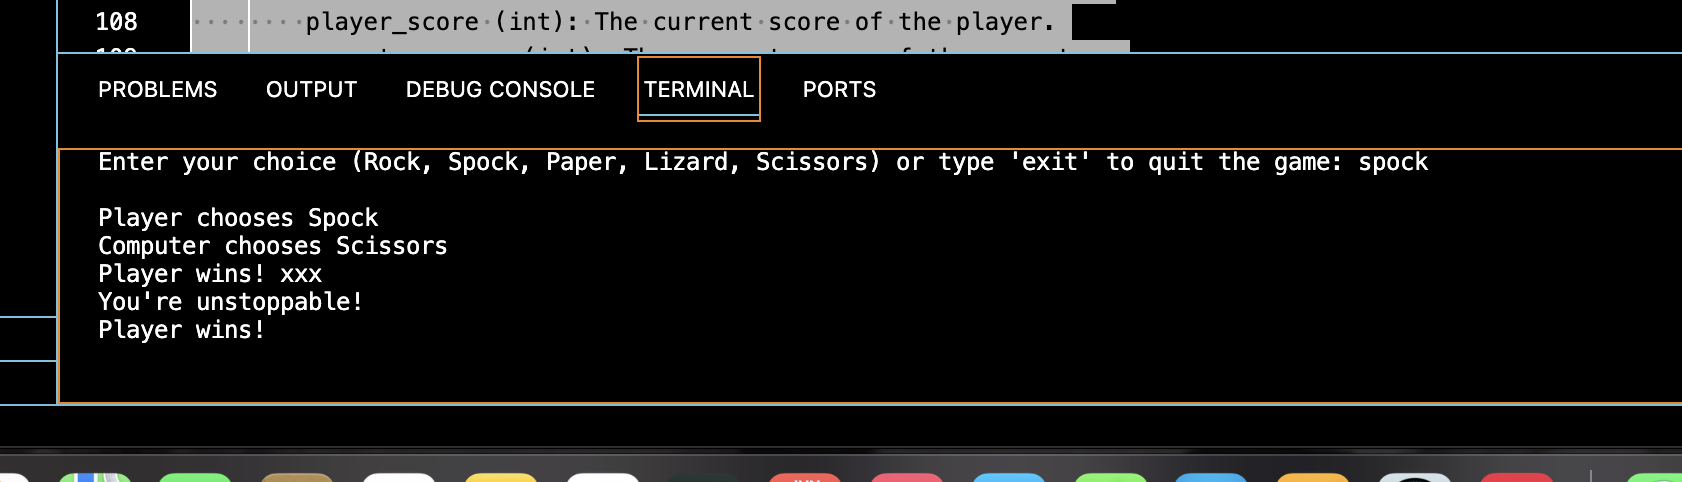 108 player_score (int): The current score of the player.
PROBLEMS OUTPUT DEBUG CONSOLE TERMINAL PORTS
Enter your choice (Rock, Spock, Paper, Lizard, Scissors) or type 'exit' to quit the game: spock
Player chooses Spock
Computer chooses Scissors
Player wins! xxx
You're unstoppable!
Player wins!